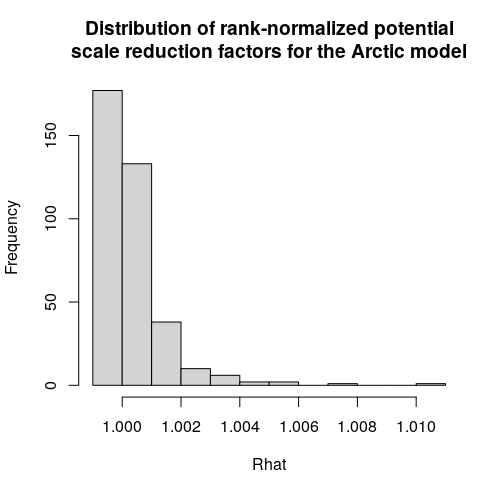 Distribution of rank-normalized potential
scale reduction factors for the Arctic model
150
100
50
0
Frequency
1.000 1.002 1.004 1.006 1.008 1.010
Rhat